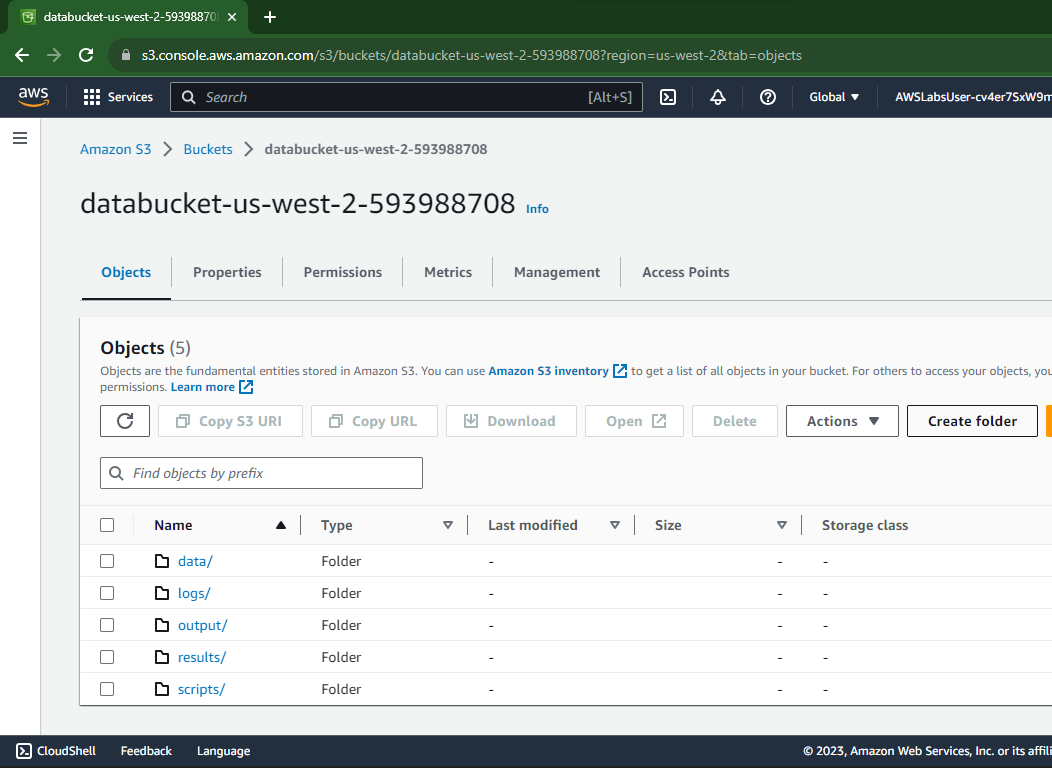 databucket-us-west-2-59398870
s3.console.aws.amazon.com/s3/buckets/databucket-us-west-2-593988708?region=us-west-2&tab=objects
aws Services Search [Alt+S] Global AWSLabsUser-cv4er7SxW9m
Amazon S3 Buckets databucket-us-west-2-593988708
databucket-us-west-2-593988708 Info
Objects Properties Permissions Metrics Management Access Points
Objects (5)
Objects are the fundamental entities stored in Amazon S3. You can use Amazon S3 inventory to get a list of all objects in your bucket. For others to access your objects, you
permissions. Learn more
Copy S3 URI Copy URL Download Open Delete Actions Create folder
Find objects by prefix
Name Type Last modified Size Storage class
data/ Folder - - -
logs/ Folder - - -
output/ Folder - - -
results/ Folder - - -
scripts/ Folder - - -
CloudShell Feedback Language © 2023, Amazon Web Services, Inc. or its affili